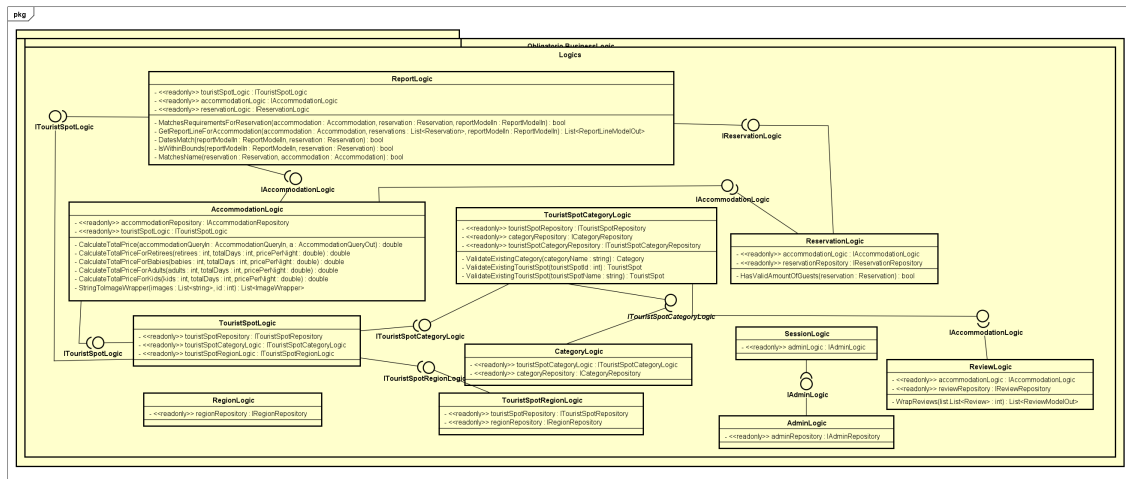 pkg
Obligatorio.BusinessLogic
Logics
ReportLogic
- <<readonly>> touristSpotLogic : ITouristSpotLogic
- <<readonly>> accommodationLogic : IAccommodationLogic
- <<readonly>> reservationLogic : IReservationLogic
- MatchesRequirementsForReservation(accommodation : Accommodation, reservation : Reservation, reportModelIn : ReportModelIn) : bool
- GetReportLineForAccommodation(accommodation : Accommodation, reservations : List<Reservation>, reportModelIn : ReportModelIn) : List<ReportLineModelOut>
- DatesMatch(reportModelIn : ReportModelIn, reservation : Reservation) : bool
- IsWithinBounds(reportModelIn : ReportModelIn, reservation : Reservation) : bool
- MatchesName(reservation : Reservation, accommodation : Accommodation) : bool
ITouristSpotLogic
IReservationLogic
IAccommodationLogic
IAccommodationLogic
AccommodationLogic
- <<readonly>> accommodationRepository : IAccommodationRepository
- <<readonly>> touristSpotLogic : ITouristSpotLogic
- CalculateTotalPrice(accommodationQueryIn : AccommodationQueryIn, a : AccommodationQueryOut) : double
- CalculateTotalPriceForRetirees(retirees : int, totalDays : int, pricePerNight : double) : double
- CalculateTotalPriceForBabies(babies : int, totalDays : int, pricePerNight : double) : double
- CalculateTotalPriceForAdults(adults : int, totalDays : int, pricePerNight : double) : double
- CalculateTotalPriceForKids(kids : int, totalDays : int, pricePerNight : double) : double
- StringToImageWrapper(images : List<string>, id : int) : List<ImageWrapper>
TouristSpotCategoryLogic
- <<readonly>> touristSpotRepository : ITouristSpotRepository
- <<readonly>> categoryRepository : ICategoryRepository
- <<readonly>> touristSpotCategoryRepository : ITouristSpotCategoryRepository
- ValidateExistingCategory(categoryName : string) : Category
- ValidateExistingTouristSpot(touristSpotId : int) : TouristSpot
- ValidateExistingTouristSpot(touristSpotName : string) : TouristSpot
ReservationLogic
- <<readonly>> accommodationLogic : IAccommodationLogic
- <<readonly>> reservationRepository : IReservationRepository
- HasValidAmountOfGuests(reservation : Reservation) : bool
TouristSpotLogic
- <<readonly>> touristSpotRepository : ITouristSpotRepository
- <<readonly>> touristSpotCategoryLogic : ITouristSpotCategoryLogic
- <<readonly>> touristSpotRegionLogic : ITouristSpotRegionLogic
ITouristSpotLogic
ITouristSpotCategoryLogic
ITouristSpotCategoryLogic
IAccommodationLogic
SessionLogic
- <<readonly>> adminLogic : IAdminLogic
CategoryLogic
- <<readonly>> touristSpotCategoryLogic : ITouristSpotCategoryLogic
- <<readonly>> categoryRepository : ICategoryRepository
ITouristSpotRegionLogic
ReviewLogic
- <<readonly>> accommodationLogic : IAccommodationLogic
- <<readonly>> reviewRepository : IReviewRepository
- WrapReviews(list List<Review> : int) : List<ReviewModelOut>
IAdminLogic
RegionLogic
- <<readonly>> regionRepository : IRegionRepository
TouristSpotRegionLogic
- <<readonly>> touristSpotRepository : ITouristSpotRepository
- <<readonly>> regionRepository : IRegionRepository
AdminLogic
- <<readonly>> adminRepository : IAdminRepository